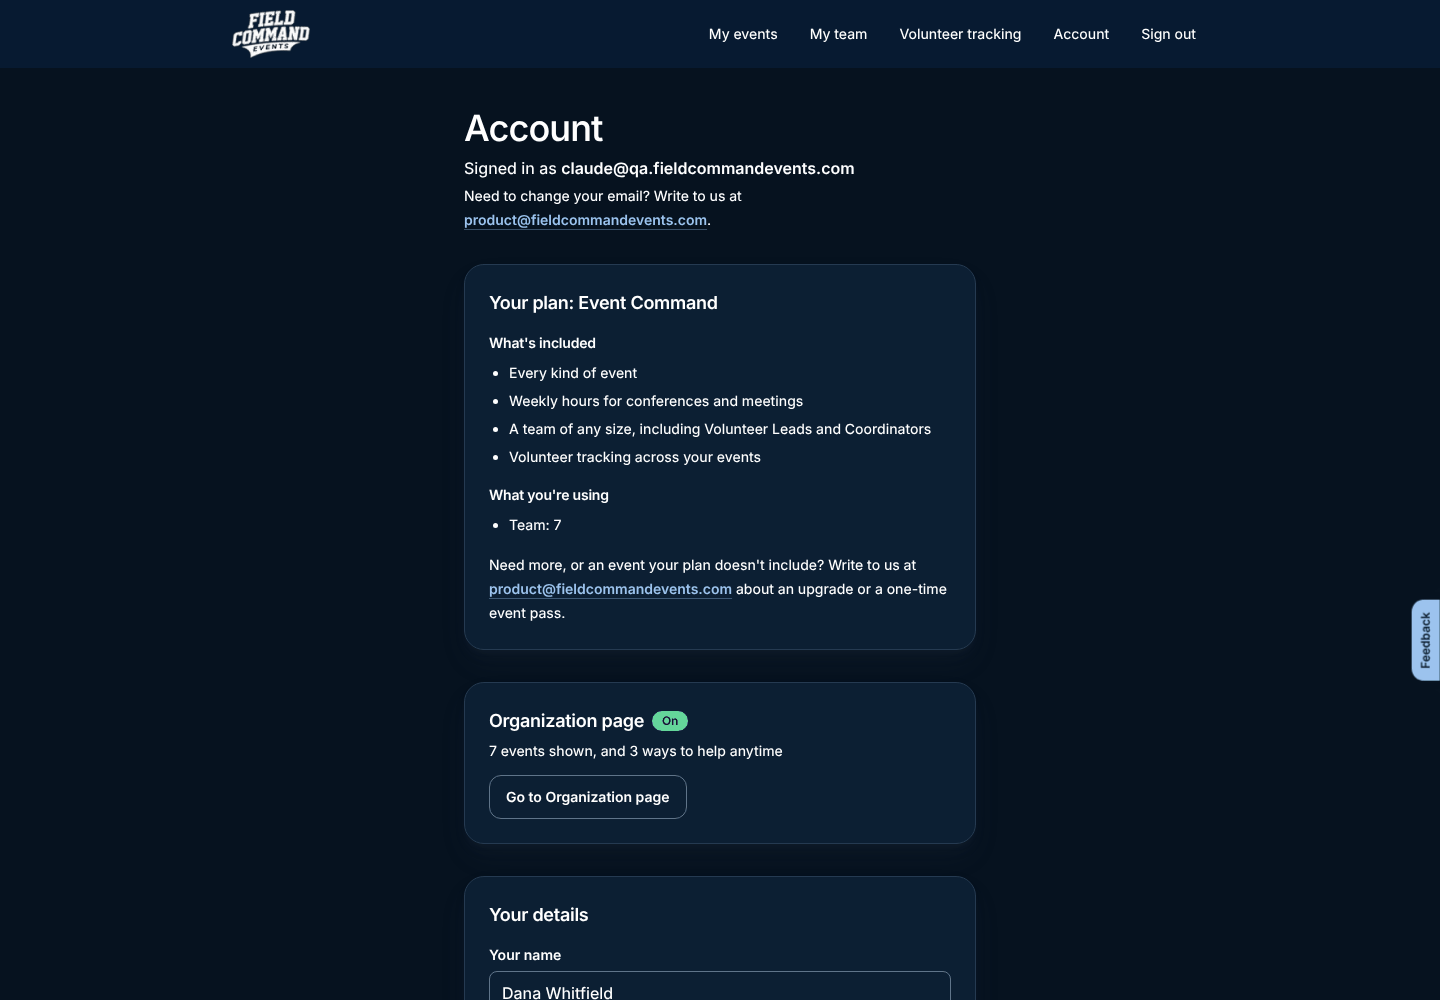 FIELD
COMMAND
EVENTS
My events
My team
Volunteer tracking
Account
Sign out
Account
Signed in as claude@qa.fieldcommandevents.com
Need to change your email? Write to us at
product@fieldcommandevents.com.
Your plan: Event Command
What's included
Every kind of event
Weekly hours for conferences and meetings
A team of any size, including Volunteer Leads and Coordinators
Volunteer tracking across your events
What you're using
Team: 7
Need more, or an event your plan doesn't include? Write to us at
product@fieldcommandevents.com about an upgrade or a one-time
event pass.
Feedback
Organization page On
7 events shown, and 3 ways to help anytime
Go to Organization page
Your details
Your name
Dana Whitfield